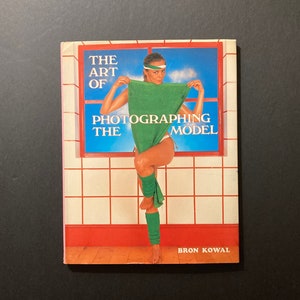 THE
ART
OF
PHOTOGRAPHING
THE MODEL
BRON KOWAL